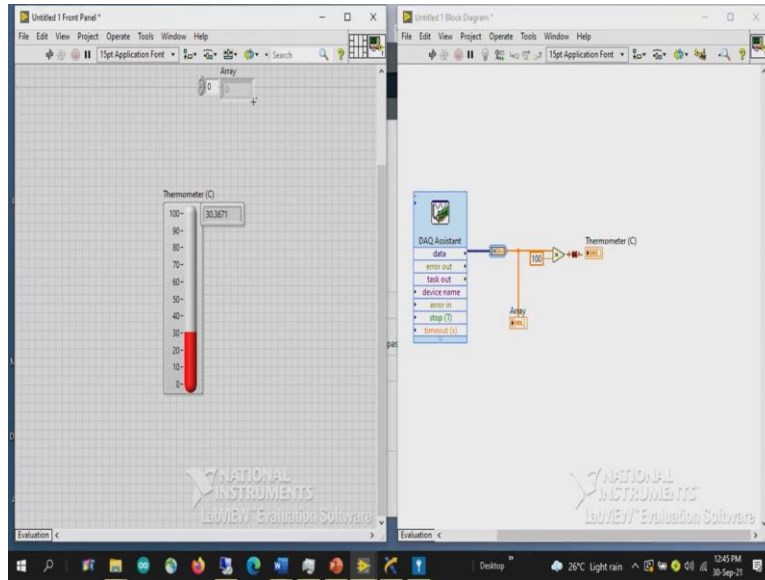 Untitled 1 Front Panel *
File Edit View Project Operate Tools Window Help
15pt Application Font
Search
Array
0
0
Thermometer (C)
30.3671
100
90
80
70
60
50
40
30
20
10
0
NATIONAL INSTRUMENTS
LabVIEW™ Evaluation Software
Evaluation
Untitled 1 Block Diagram *
File Edit View Project Operate Tools Window Help
15pt Application Font
DAQ Assistant
data
error out
task out
device name
error in
stop (T)
timeout (s)
100
Thermometer (C)
Array
NATIONAL INSTRUMENTS
LabVIEW™ Evaluation Software
Evaluation
Desktop
26°C Light rain
12:45 PM
30-Sep-21